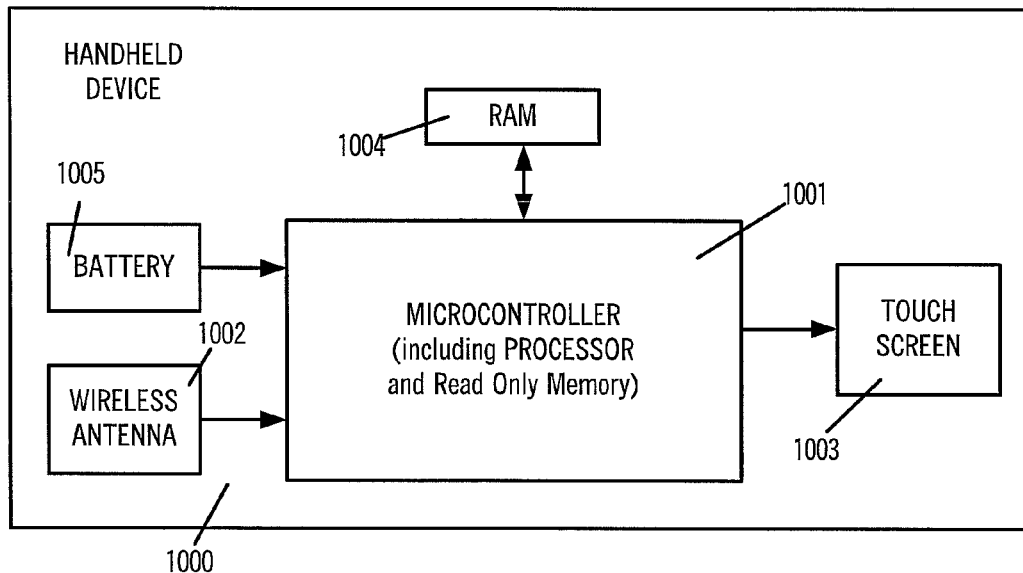 HANDHELD
DEVICE
RAM
1004
1005
BATTERY
1001
MICROCONTROLLER
(including PROCESSOR
and Read Only Memory)
TOUCH
SCREEN
1002
WIRELESS
ANTENNA
1003
1000